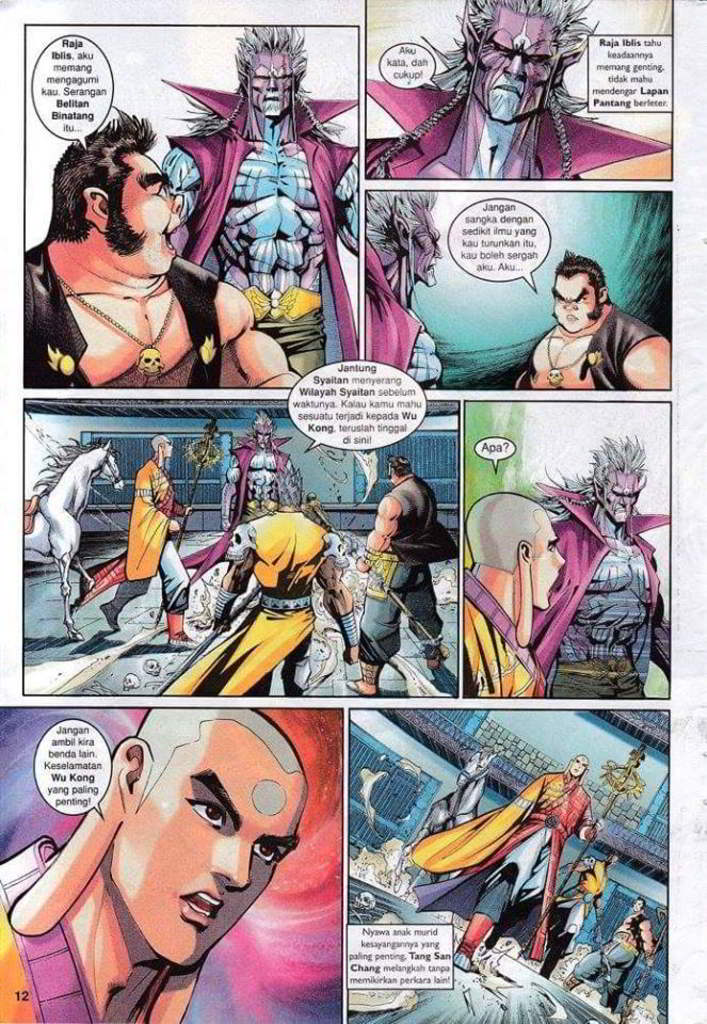 Raja
Iblis, aku
memang
mengagumi
kau. Serangan
Belitan
Binatang
itu...
Aku
kata, dah
cukup!
Raja Iblis tahu
keadaannya
memang genting,
tidak mahu
mendengar Lapan
Pantang berleter.
Jangan
sangka dengan
sedikit ilmu yang
kau turunkan itu,
kau boleh sergah
aku. Aku...
Jantung
Syaitan menyerang
Wilayah Syaitan sebelum
waktunya. Kalau kamu mahu
sesuatu terjadi kepada Wu
Kong, teruslah tinggal
di sini!
Apa?
Jangan
ambil kira
benda lain.
Keselamatan
Wu Kong
yang paling
penting!
Nyawa anak murid
kesayangannya yang
paling penting, Tang San
Chang melangkah tanpa
memikirkan perkara lain!
12